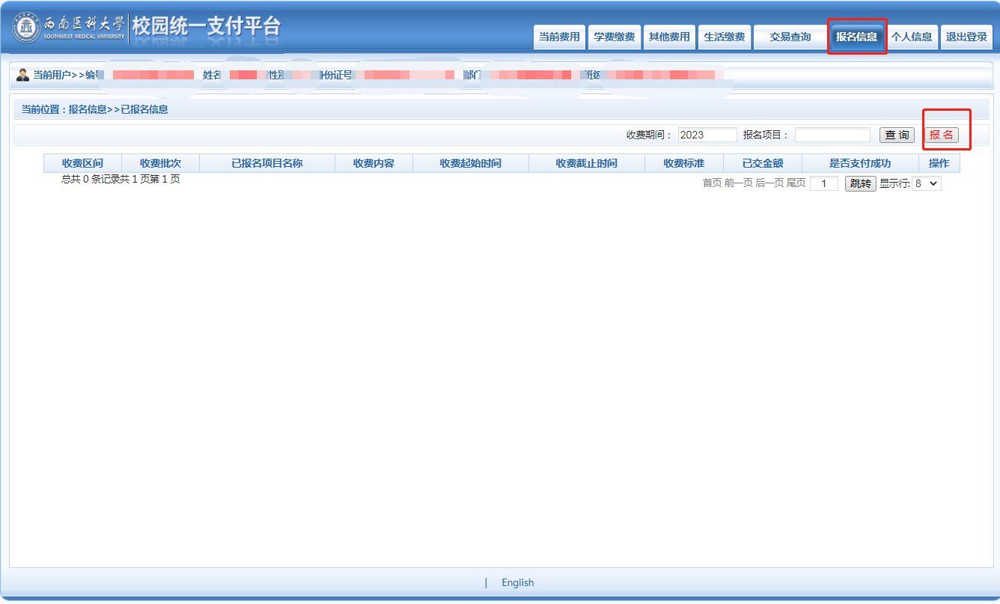 西南医科大学
SOUTHWEST MEDICAL UNIVERSITY
校园统一支付平台
当前费用 学费缴费 其他费用 生活缴费 交易查询 报名信息 个人信息 退出登录
当前用户>>编号 姓名 性别 身份证号 部门 班级
当前位置：报名信息>>已报名信息
收费期间： 2023 报名项目： 查 询 报 名
收费区间 收费批次 已报名项目名称 收费内容 收费起始时间 收费截止时间 收费标准 已交金额 是否支付成功 操作
总共 0 条记录共 1 页第 1 页
首页 前一页 后一页 尾页 1 跳转 显示行: 8
| English